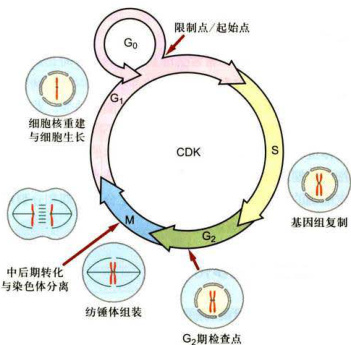 限制点/起始点
G₀
G₁
细胞核重建
与细胞生长
CDK
S
基因组复制
M
G₂
中后期转化
与染色体分离
纺锤体组装
G₂期检查点